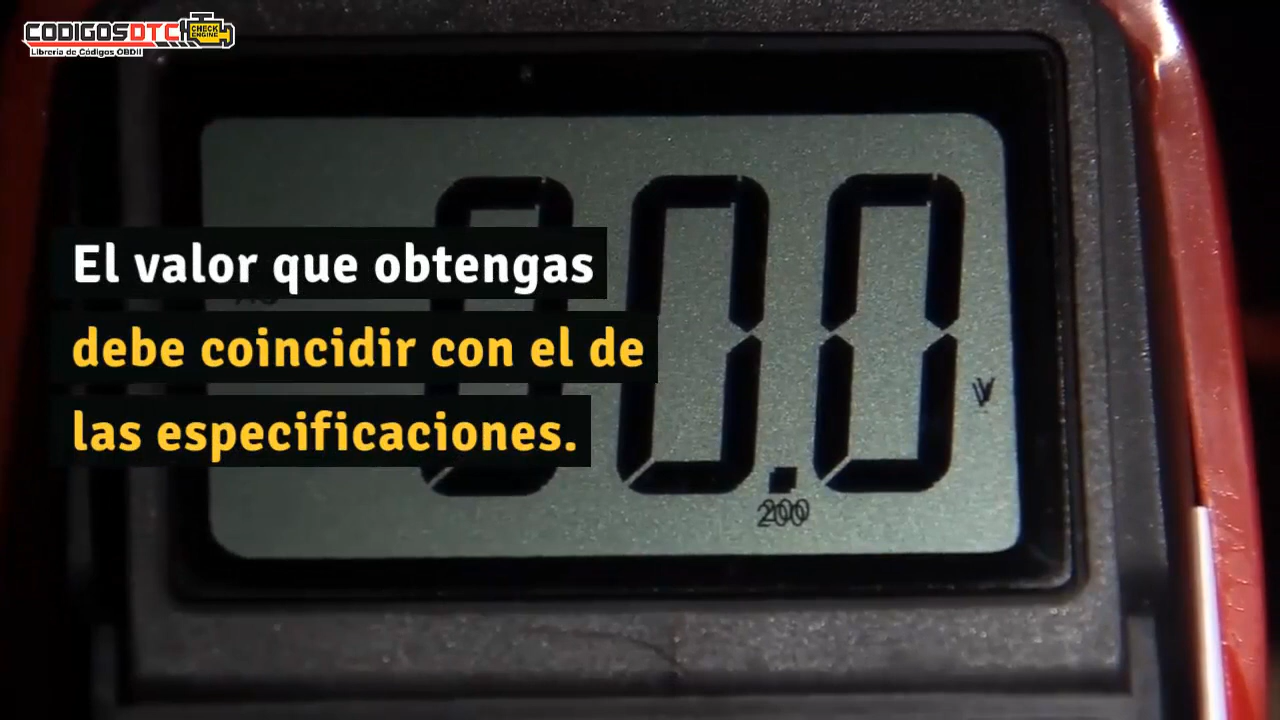 CODIGOSDTC
CHECK
ENGINE
Librería de Códigos OBDII
El valor que obtengas
debe coincidir con el de
las especificaciones.
00.0
V
200